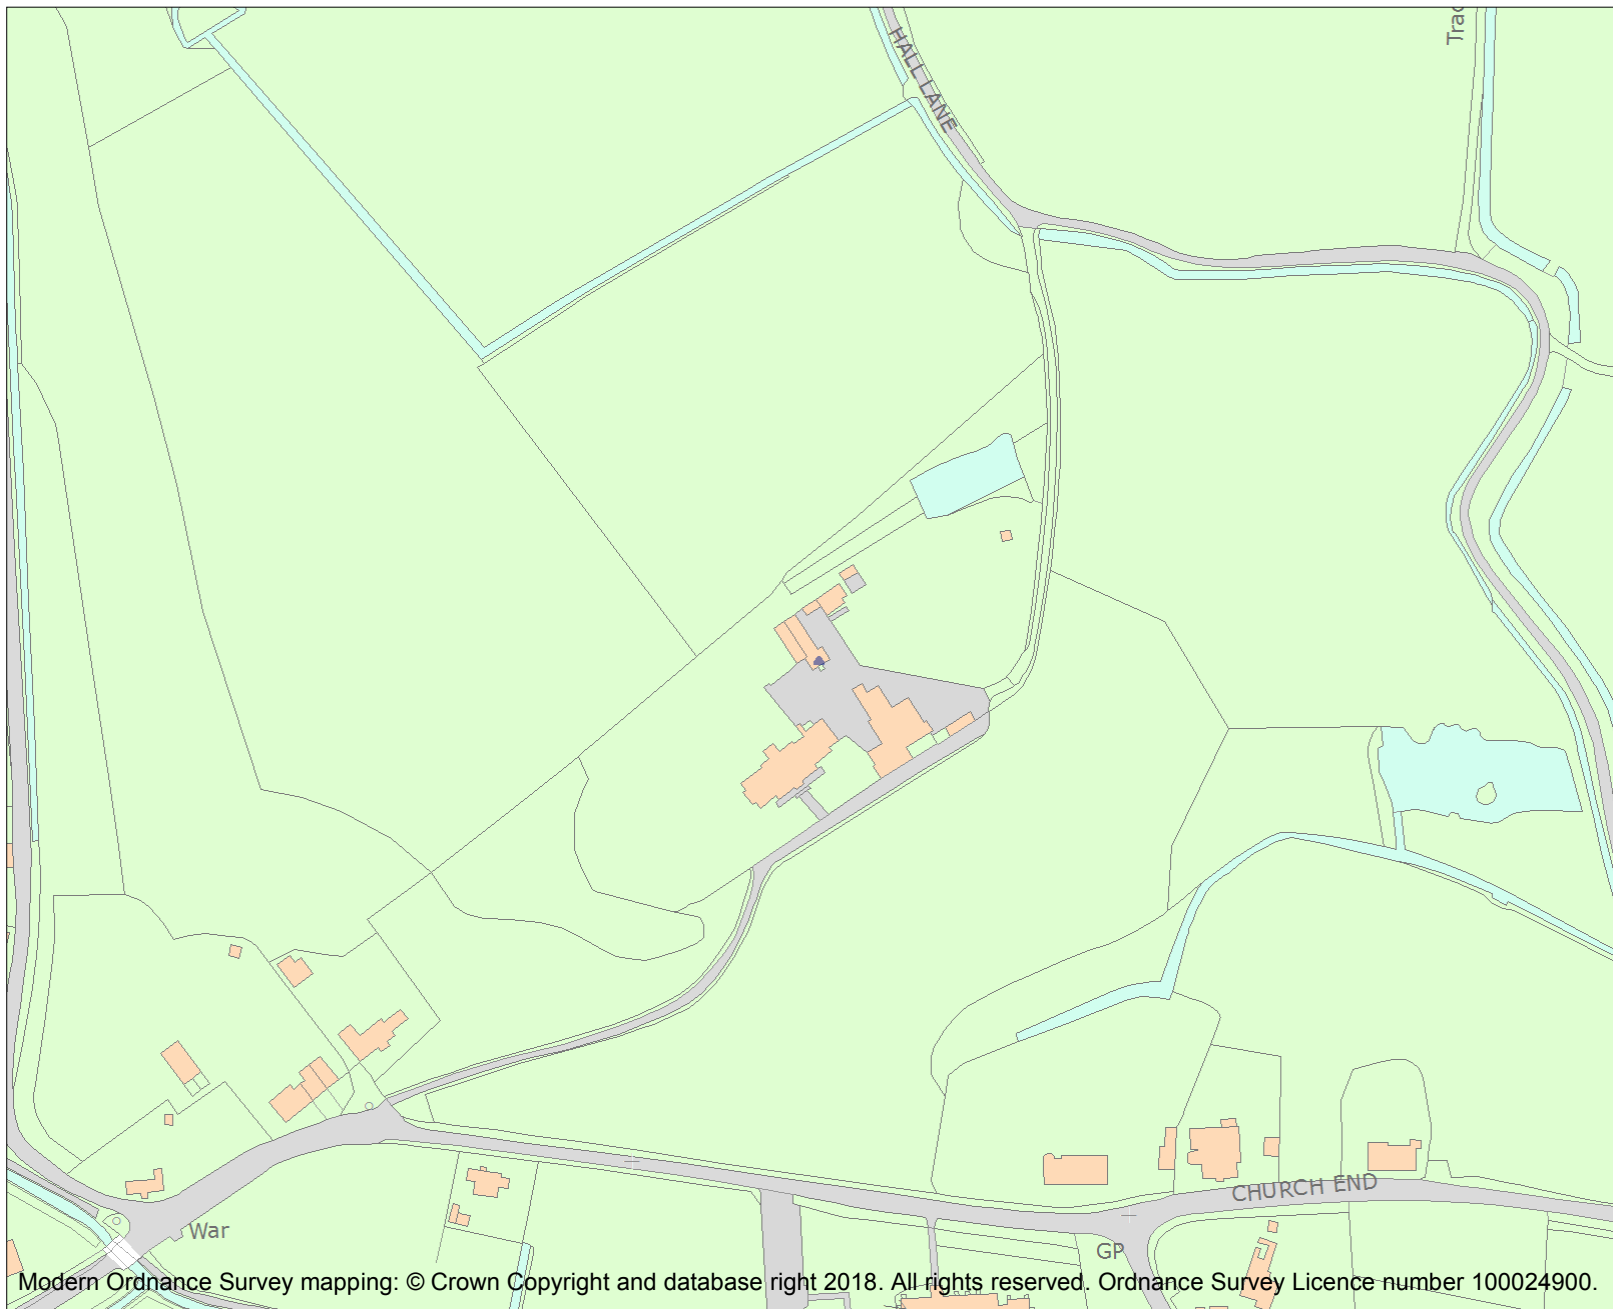 HALL LANE
Trac
CHURCH END
War
GP
Modern Ordnance Survey mapping: © Crown Copyright and database right 2018. All rights reserved. Ordnance Survey Licence number 100024900.